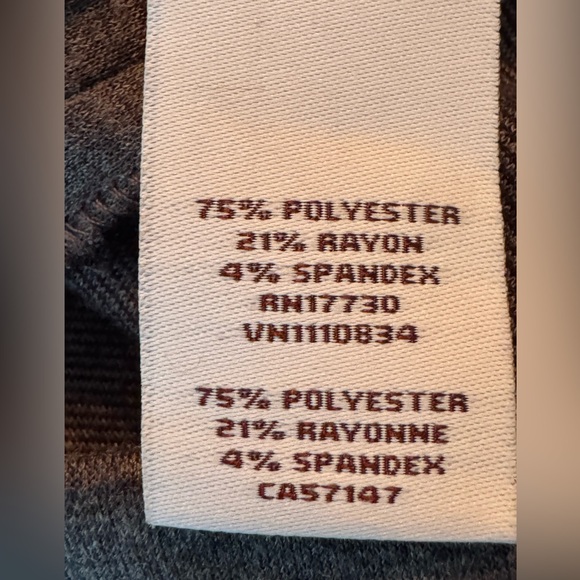 75% POLYESTER
21% RAYON
4% SPANDEX
RN17730
VN1110834
75% POLYESTER
21% RAYONNE
4% SPANDEX
CA57147